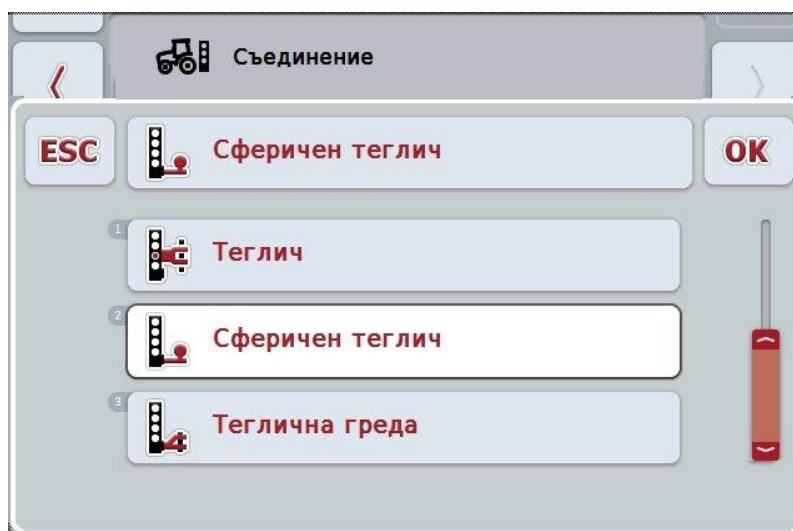 Съединение
ESC
Сферичен теглич
OK
1
Теглич
2
Сферичен теглич
3
Теглична греда